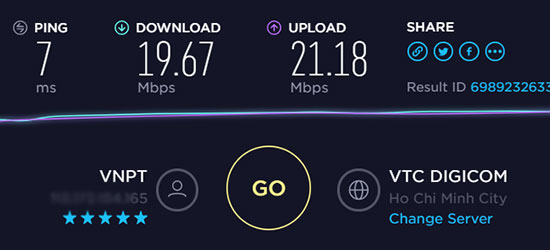 PING
7
ms
DOWNLOAD
19.67
Mbps
UPLOAD
21.18
Mbps
SHARE
Result ID 6989232633
VNPT
65
GO
VTC DIGICOM
Ho Chi Minh City
Change Server